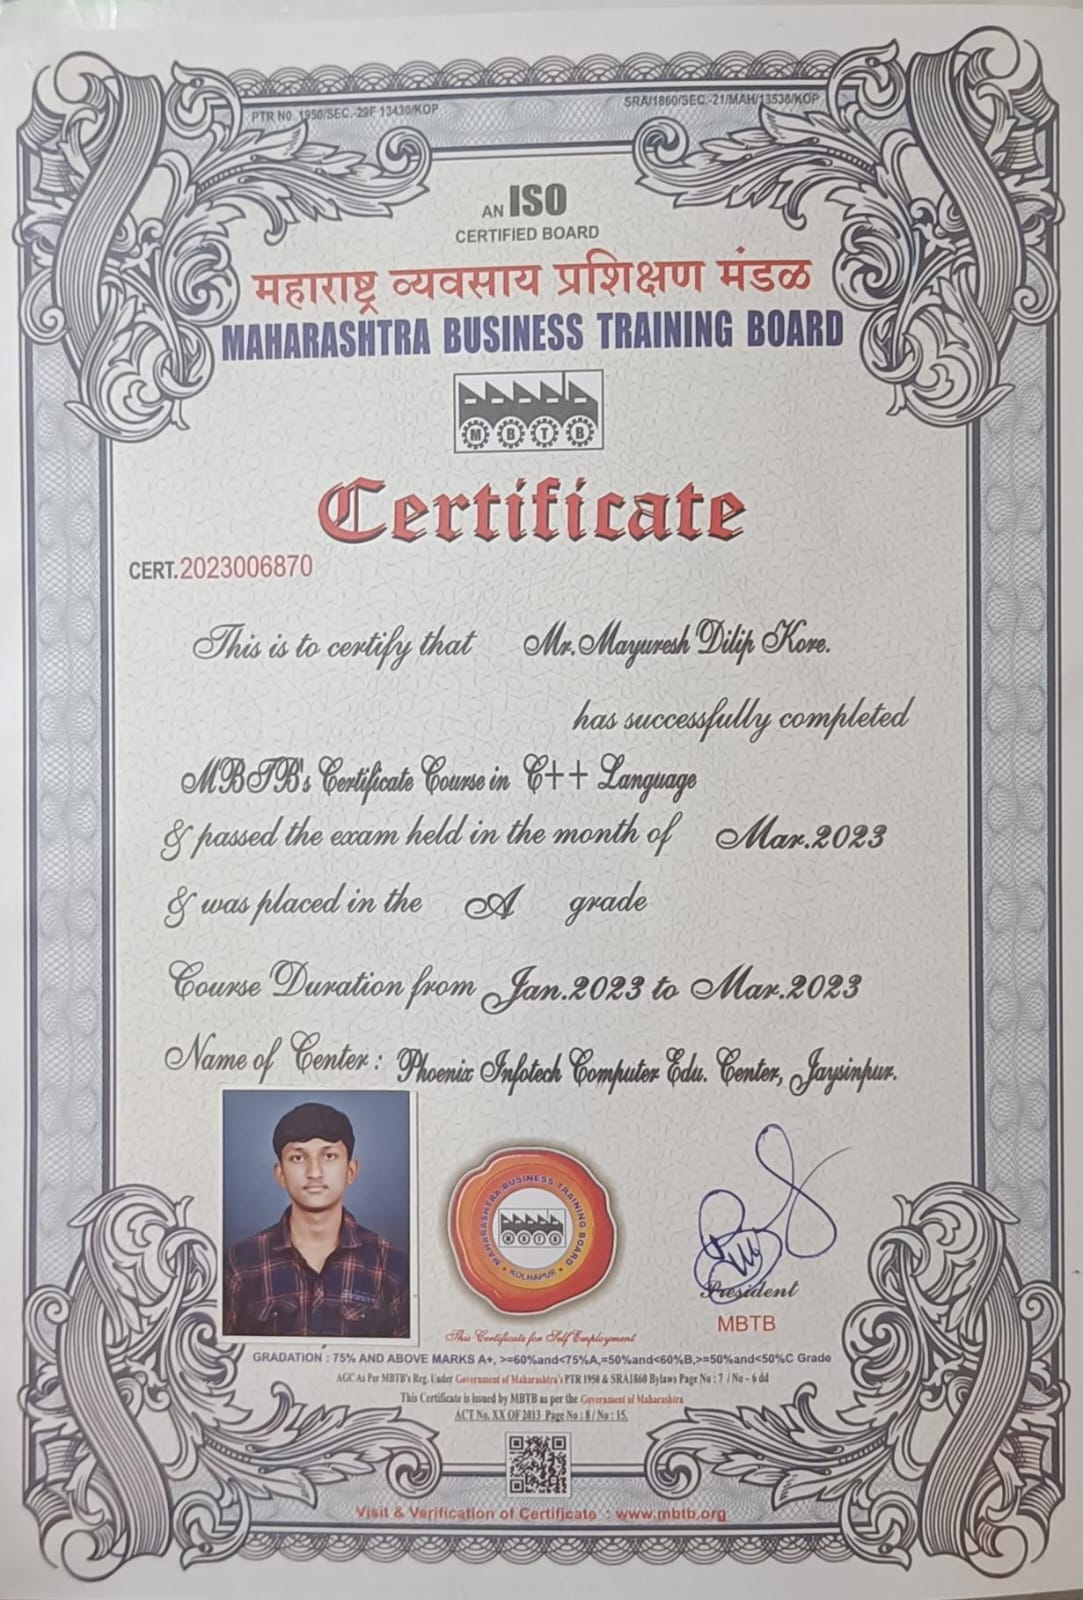 PTR NO. 1950/SEC.-29F 13430/KOP
SRA/1860/SEC.-21/MAH/13538/KOP
AN ISO
CERTIFIED BOARD
महाराष्ट्र व्यवसाय प्रशिक्षण मंडळ
MAHARASHTRA BUSINESS TRAINING BOARD
M B T B
Certificate
CERT.2023006870
This is to certify that Mr. Mayuresh Dilip Kore.
has successfully completed
MBTB's Certificate Course in C++ Language
& passed the exam held in the month of Mar.2023
& was placed in the A grade
Course Duration from Jan.2023 to Mar.2023
Name of Center : Phoenix Infotech Computer Edu. Center, Jaysinpur.
MAHARASHTRA BUSINESS TRAINING BOARD
• KOLHAPUR •
President
MBTB
This Certificate for Self Employment
GRADATION : 75% AND ABOVE MARKS A+, >=60%and<75%A,=50%and<60%B,>=50%and<50%C Grade
AGC As Per MBTB's Reg. Under Government of Maharashtra's PTR 1950 & SRA1860 Bylaws Page No : 7 / No - 6 dd
This Certificate is issued by MBTB as per the Government of Maharashtra
ACT No. XX OF 2013 Page No : 8 / No : 15.
Visit & Verification of Certificate : www.mbtb.org